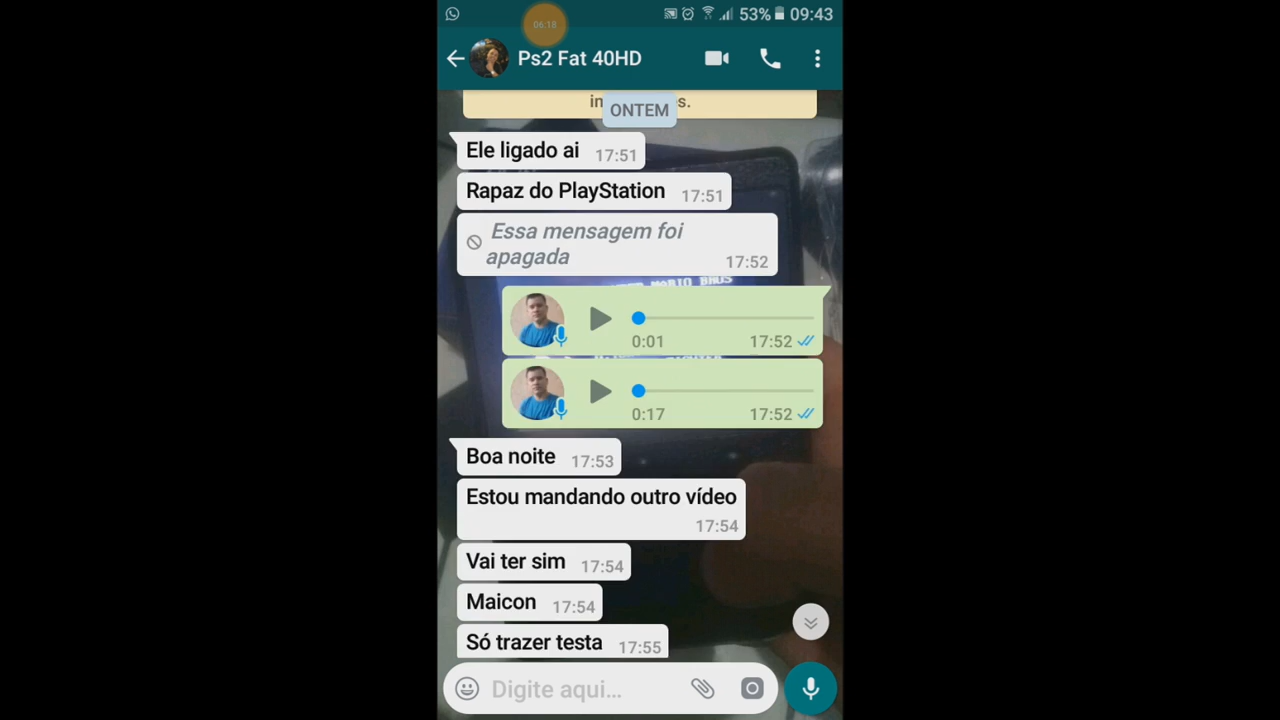 06:18
53% 09:43
Ps2 Fat 40HD
ONTEM
Ele ligado ai 17:51
Rapaz do PlayStation 17:51
Essa mensagem foi
apagada 17:52
0:01 17:52
0:17 17:52
Boa noite 17:53
Estou mandando outro vídeo
17:54
Vai ter sim 17:54
Maicon 17:54
Só trazer testa 17:55
Digite aqui...